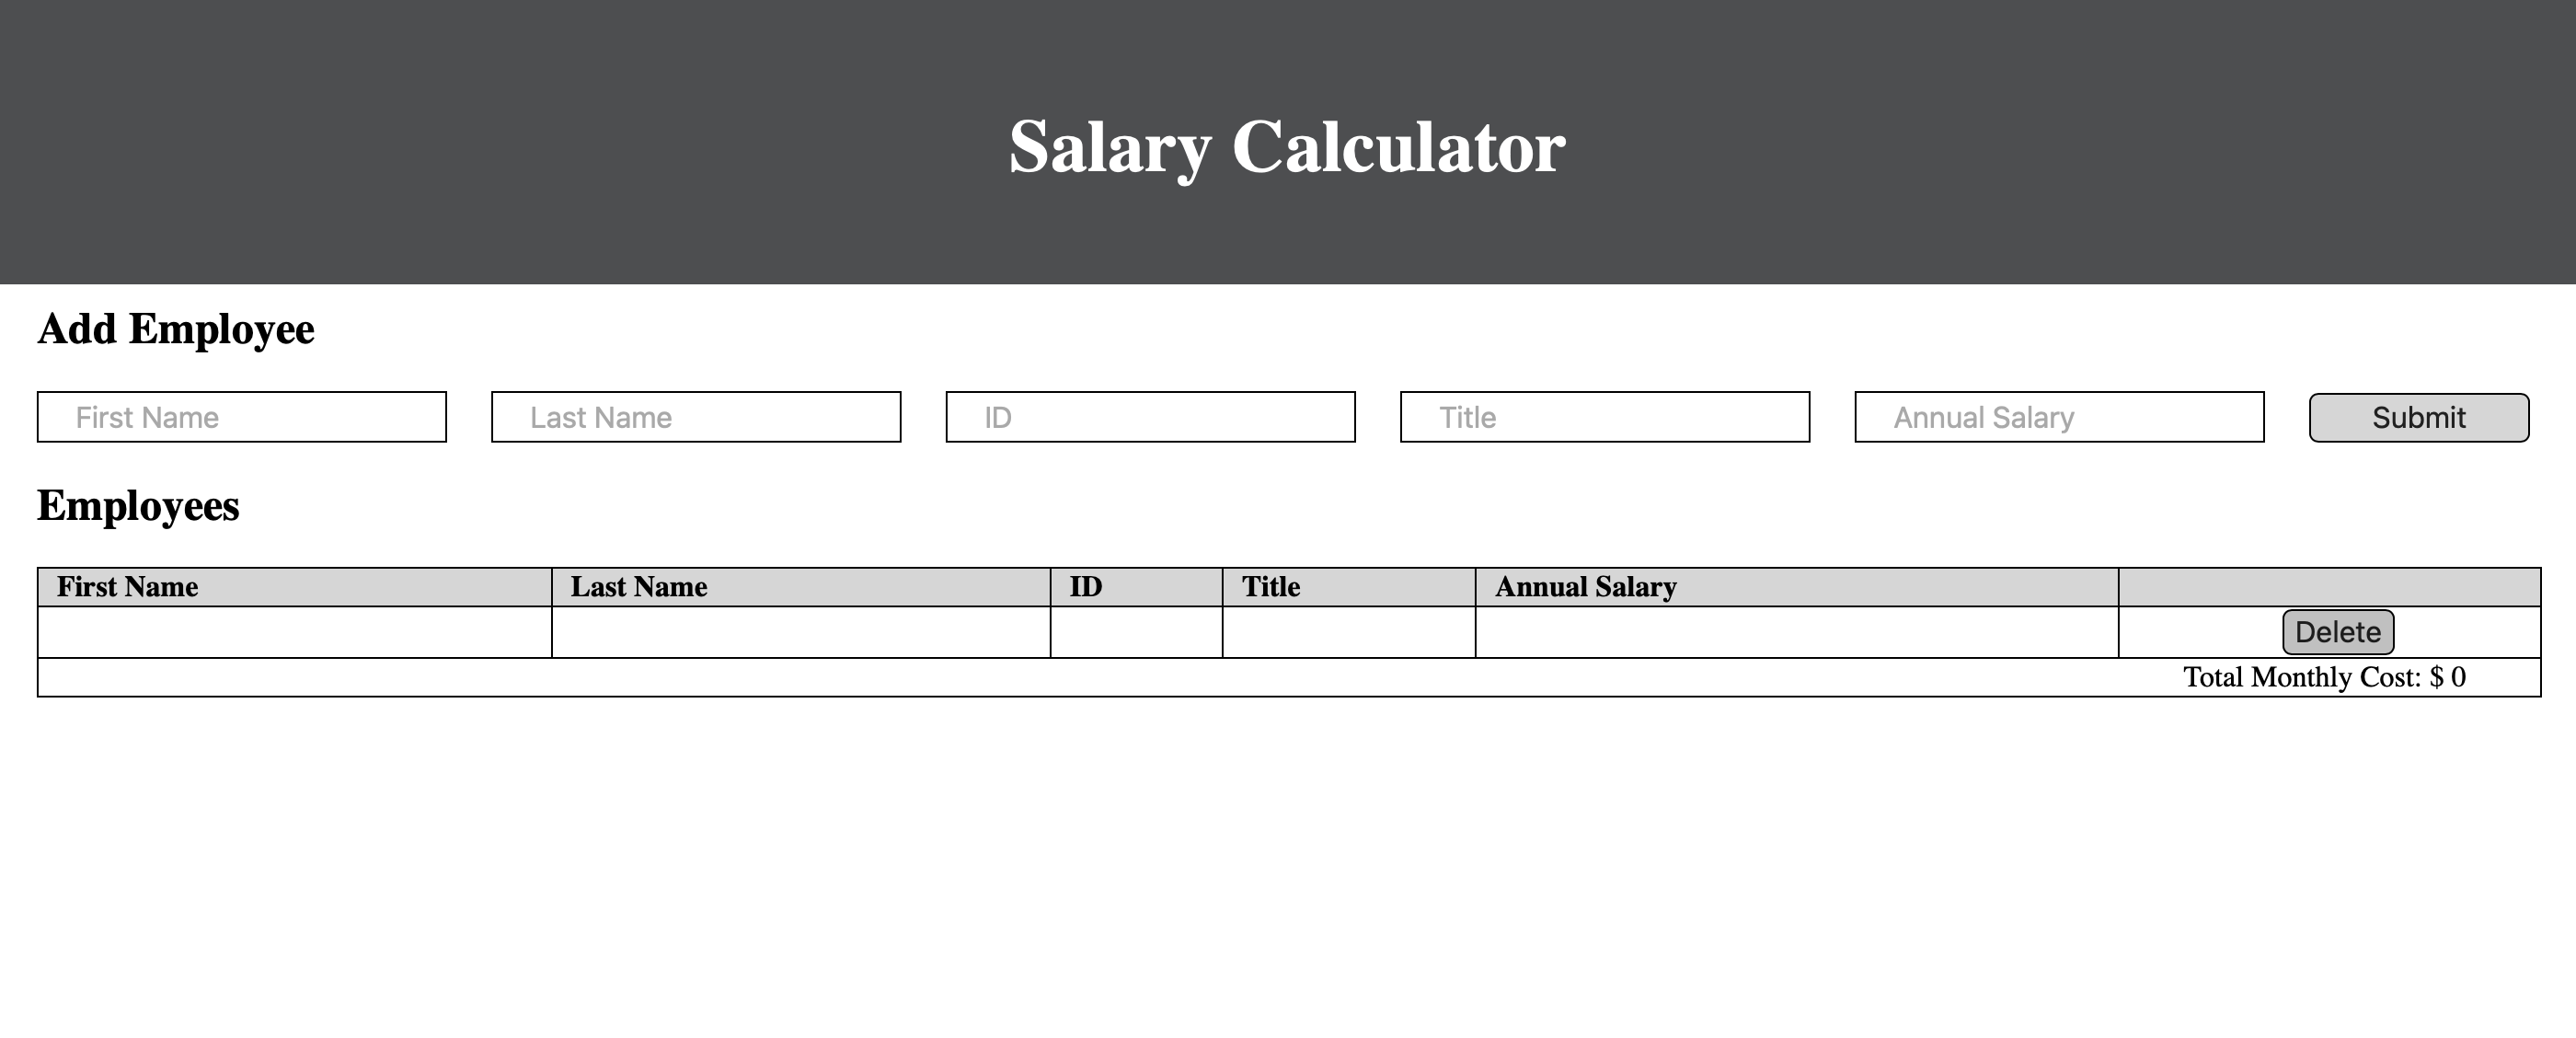 Salary Calculator
Add Employee
First Name Last Name ID Title Annual Salary Submit
Employees
First Name Last Name ID Title Annual Salary
Delete
Total Monthly Cost: $ 0